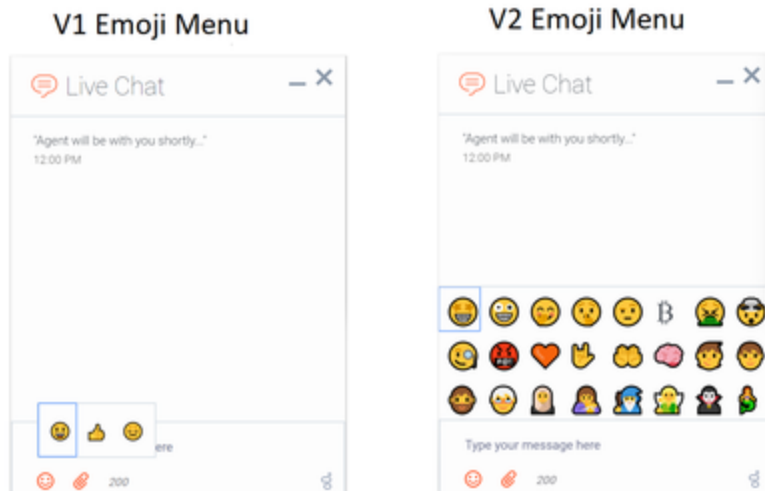 V1 Emoji Menu
Live Chat
"Agent will be with you shortly..."
12:00 PM
ere
200
V2 Emoji Menu
Live Chat
"Agent will be with you shortly..."
12:00 PM
Type your message here
200